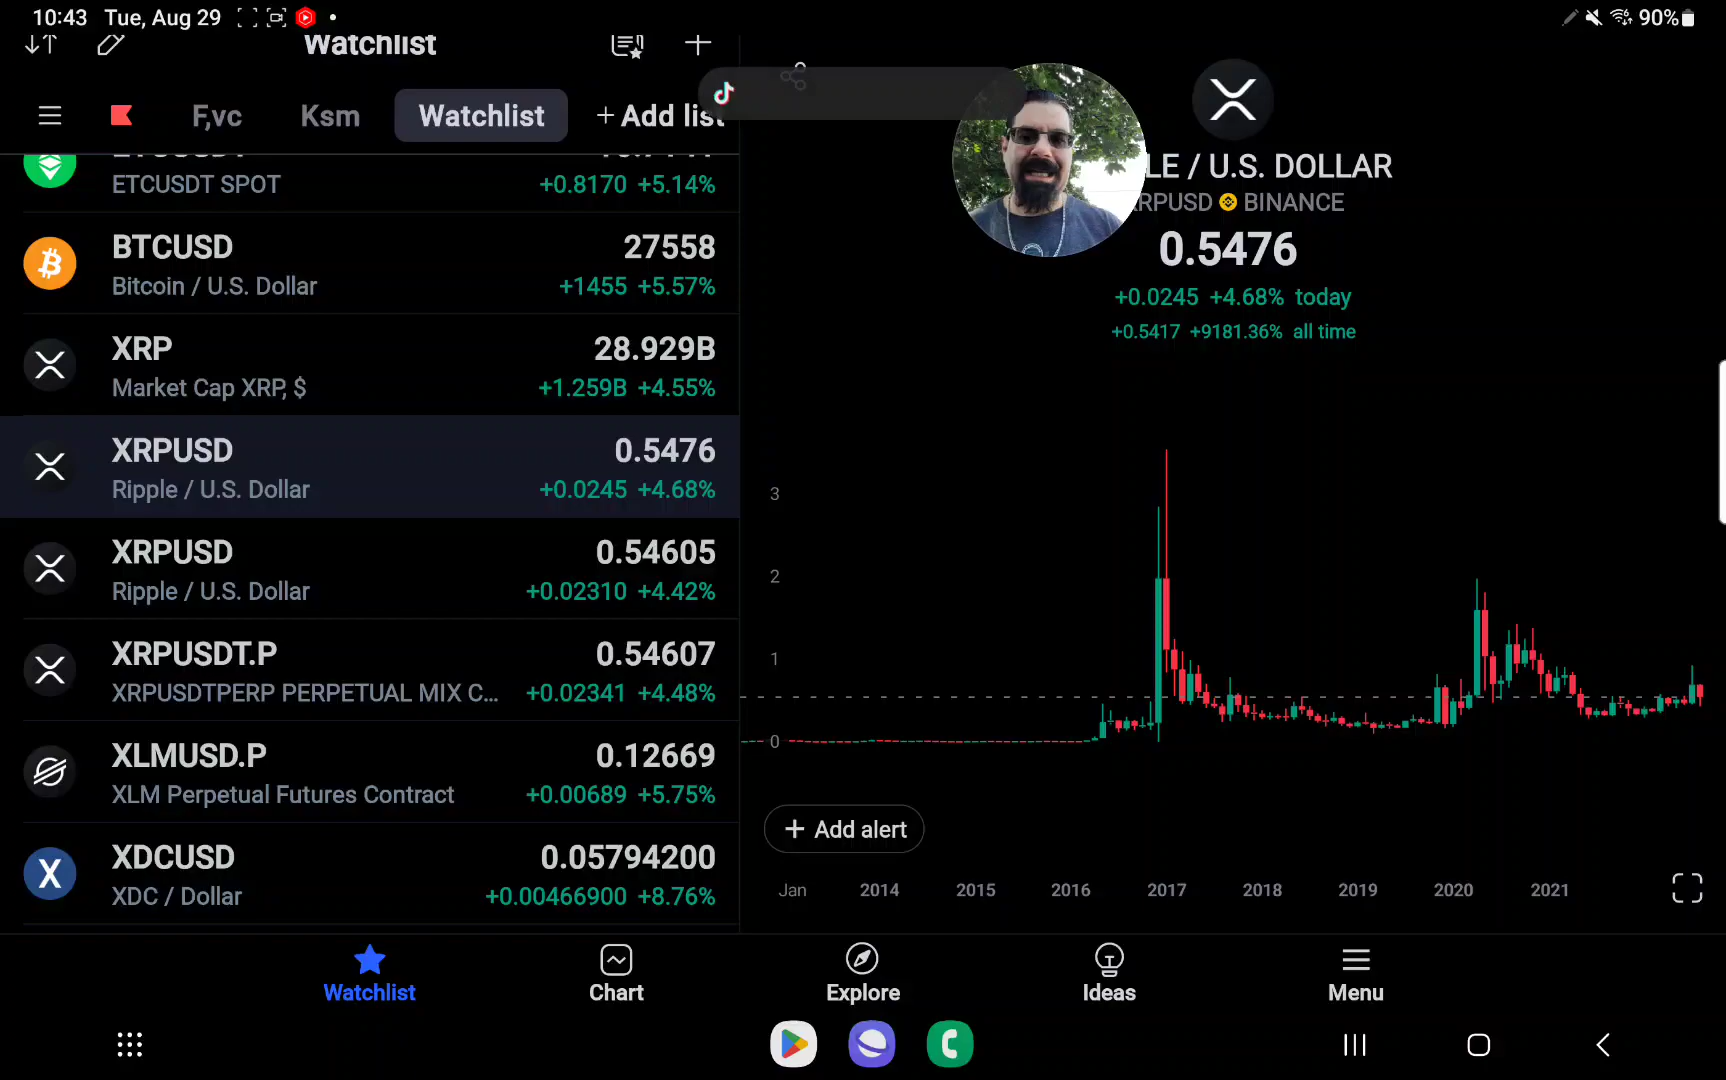 10:43 Tue, Aug 29
90%
Watchlist
F,vc Ksm Watchlist + Add list
ETCUSDT SPOT +0.8170 +5.14%
BTCUSD 27558
Bitcoin / U.S. Dollar +1455 +5.57%
XRP 28.929B
Market Cap XRP, $ +1.259B +4.55%
XRPUSD 0.5476
Ripple / U.S. Dollar +0.0245 +4.68%
XRPUSD 0.54605
Ripple / U.S. Dollar +0.02310 +4.42%
XRPUSDT.P 0.54607
XRPUSDTPERP PERPETUAL MIX C... +0.02341 +4.48%
XLMUSD.P 0.12669
XLM Perpetual Futures Contract +0.00689 +5.75%
XDCUSD 0.05794200
XDC / Dollar +0.00466900 +8.76%
LE / U.S. DOLLAR
RPUSD BINANCE
0.5476
+0.0245 +4.68% today
+0.5417 +9181.36% all time
3
2
1
0
+ Add alert
Jan 2014 2015 2016 2017 2018 2019 2020 2021
Watchlist Chart Explore Ideas Menu